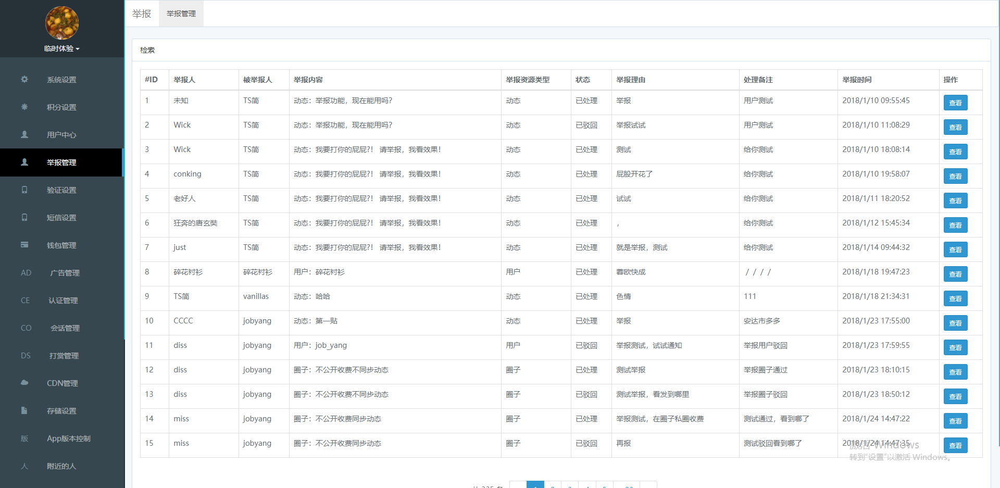 临时体验
系统设置
积分设置
用户中心
举报管理
验证设置
短信设置
钱包管理
AD 广告管理
CE 认证管理
CO 会话管理
DS 打赏管理
CDN管理
存储设置
版 App版本控制
人 附近的人
举报 举报管理
检索
#ID 举报人 被举报人 举报内容 举报资源类型 状态 举报理由 处理备注 举报时间 操作
1 未知 TS简 动态：举报功能，现在能用吗？ 动态 已处理 举报 用户测试 2018/1/10 09:55:45 查看
2 Wick TS简 动态：举报功能，现在能用吗？ 动态 已驳回 举报试试 用户测试 2018/1/10 11:08:29 查看
3 Wick TS简 动态：我要打你的屁屁?！ 请举报，我看效果！ 动态 已处理 测试 给你测试 2018/1/10 18:08:14 查看
4 conking TS简 动态：我要打你的屁屁?！ 请举报，我看效果！ 动态 已处理 屁股开花了 给你测试 2018/1/10 19:58:07 查看
5 老好人 TS简 动态：我要打你的屁屁?！ 请举报，我看效果！ 动态 已处理 试试 给你测试 2018/1/11 18:20:52 查看
6 狂奔的唐玄奘 TS简 动态：我要打你的屁屁?！ 请举报，我看效果！ 动态 已处理 ， 给你测试 2018/1/12 15:45:34 查看
7 just TS简 动态：我要打你的屁屁?！ 请举报，我看效果！ 动态 已处理 就是举报，测试 给你测试 2018/1/14 09:44:32 查看
8 碎花衬衫 碎花衬衫 用户：碎花衬衫 用户 已处理 蓉欧快成 //// 2018/1/18 19:47:23 查看
9 TS简 vanillas 动态：哈哈 动态 已处理 色情 111 2018/1/18 21:34:31 查看
10 CCCC jobyang 动态：第一贴 动态 已处理 举报 安达市多多 2018/1/23 17:55:00 查看
11 diss jobyang 用户：job_yang 用户 已驳回 举报测试，试试通知 举报用户驳回 2018/1/23 17:59:55 查看
12 diss jobyang 圈子：不公开收费不同步动态 圈子 已处理 测试举报 举报圈子通过 2018/1/23 18:10:15 查看
13 diss jobyang 圈子：不公开收费不同步动态 圈子 已驳回 测试举报，看发到哪里 举报圈子驳回 2018/1/23 18:50:12 查看
14 miss jobyang 圈子：不公开收费同步动态 圈子 已处理 举报测试，在圈子私圈收费 测试通过，看到哪了 2018/1/24 14:47:22 查看
15 miss jobyang 圈子：不公开收费同步动态 圈子 已驳回 再报 测试驳回看到哪了 2018/1/24 14:47:35 查看
激活 Windows
转到“设置”以激活 Windows。